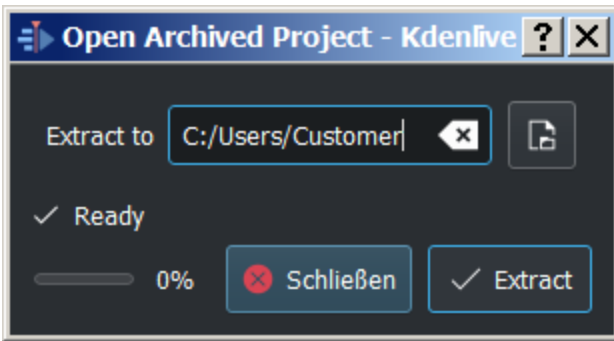 Open Archived Project - Kdenlive ?
Extract to C:/Users/Customer
Ready
0% Schließen Extract